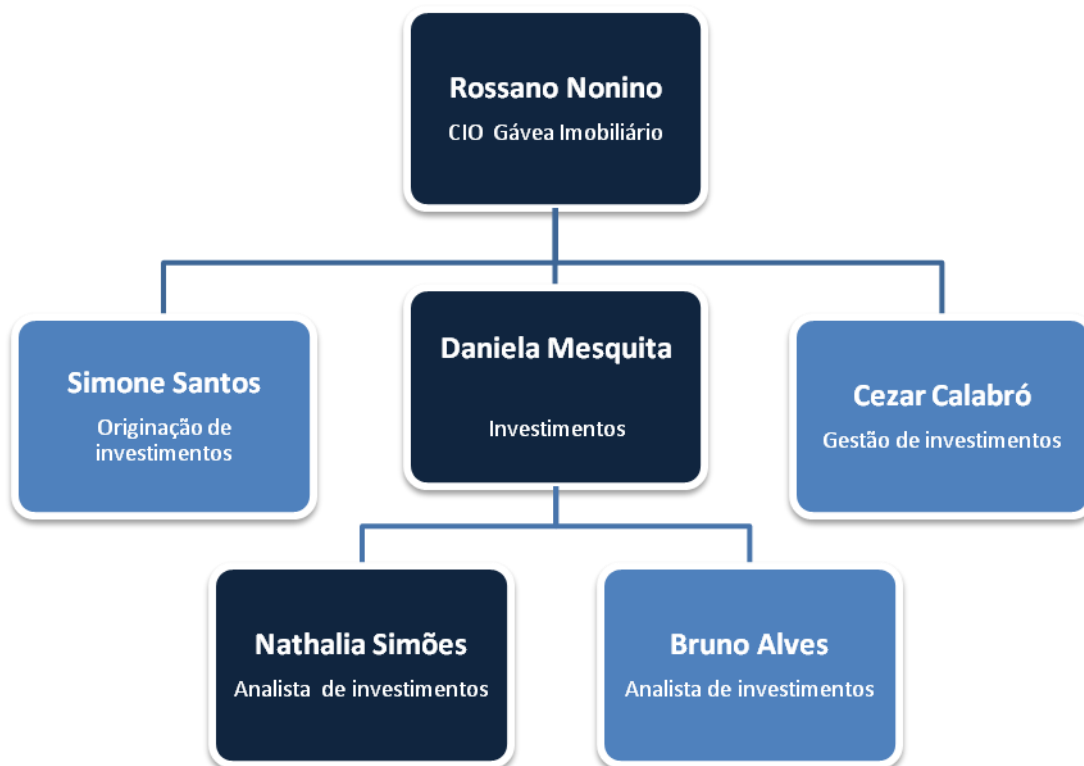 Rossano Nonino
CIO Gávea Imobiliário
Simone Santos
Originação de
investimentos
Daniela Mesquita
Investimentos
Cezar Calabró
Gestão de investimentos
Nathalia Simões
Analista de investimentos
Bruno Alves
Analista de investimentos